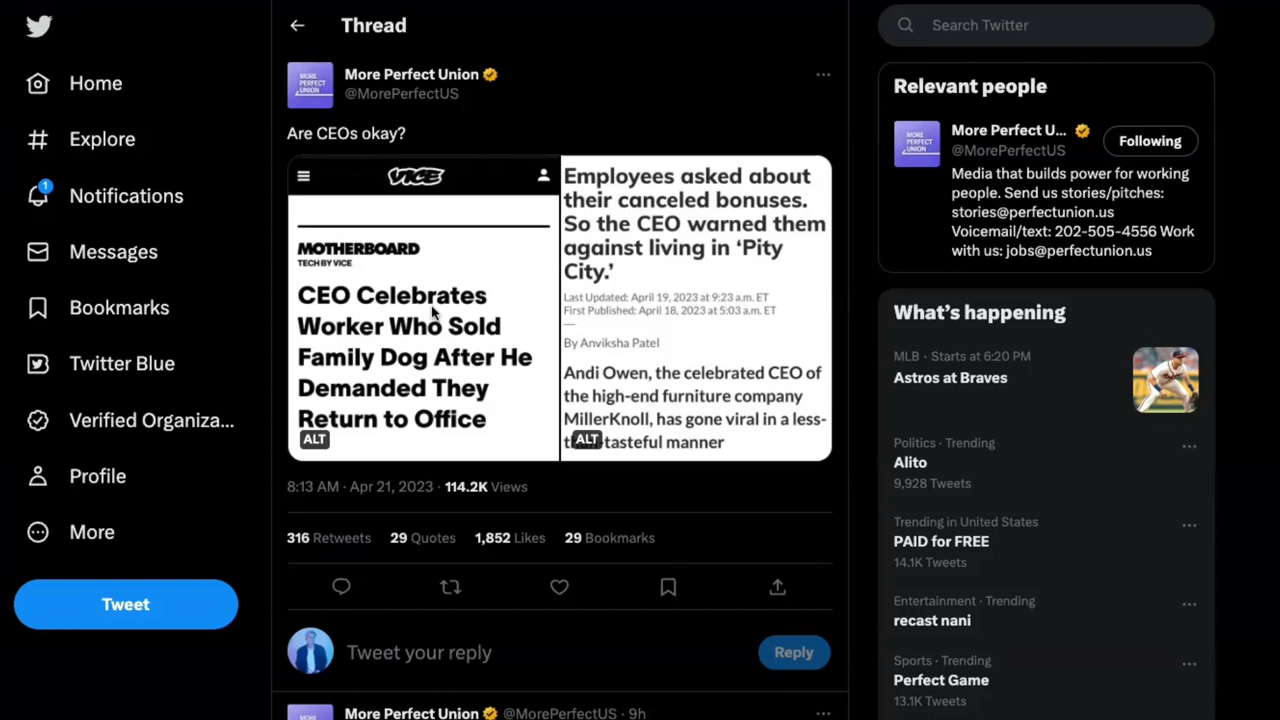 Home
Explore
1
Notifications
Messages
Bookmarks
Twitter Blue
Verified Organiza...
Profile
More
Tweet
Thread
MORE
PERFECT
UNION
More Perfect Union
@MorePerfectUS
Are CEOs okay?
VICE
MOTHERBOARD
TECH BY VICE
CEO Celebrates
Worker Who Sold
Family Dog After He
Demanded They
Return to Office
ALT
Employees asked about
their canceled bonuses.
So the CEO warned them
against living in ‘Pity
City.’
Last Updated: April 19, 2023 at 9:23 a.m. ET
First Published: April 18, 2023 at 5:03 a.m. ET
By Anviksha Patel
Andi Owen, the celebrated CEO of
the high-end furniture company
MillerKnoll, has gone viral in a less-
tasteful manner
ALT
8:13 AM · Apr 21, 2023 · 114.2K Views
316 Retweets 29 Quotes 1,852 Likes 29 Bookmarks
Tweet your reply
Reply
More Perfect Union @MorePerfectUS · 9h
Search Twitter
Relevant people
MORE
PERFECT
UNION
More Perfect U...
@MorePerfectUS
Following
Media that builds power for working
people. Send us stories/pitches:
stories@perfectunion.us
Voicemail/text: 202-505-4556 Work
with us: jobs@perfectunion.us
What’s happening
MLB · Starts at 6:20 PM
Astros at Braves
Politics · Trending
Alito
9,928 Tweets
Trending in United States
PAID for FREE
14.1K Tweets
Entertainment · Trending
recast nani
Sports · Trending
Perfect Game
13.1K Tweets